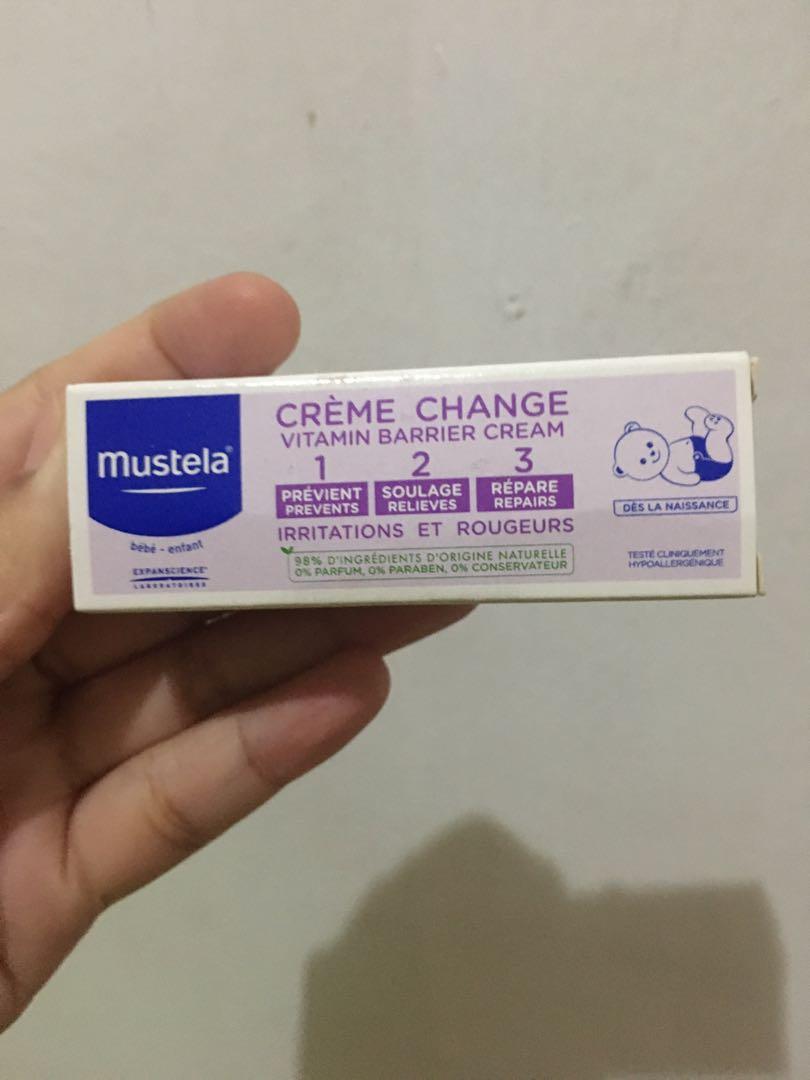 mustela®
bébé - enfant
EXPANSCIENCE®
LABORATOIRES
CRÈME CHANGE
VITAMIN BARRIER CREAM
1 2 3
PRÉVIENT SOULAGE RÉPARE
PREVENTS RELIEVES REPAIRS
IRRITATIONS ET ROUGEURS
98% D'INGRÉDIENTS D'ORIGINE NATURELLE
0% PARFUM, 0% PARABEN, 0% CONSERVATEUR
DÈS LA NAISSANCE
TESTÉ CLINIQUEMENT
HYPOALLERGÉNIQUE